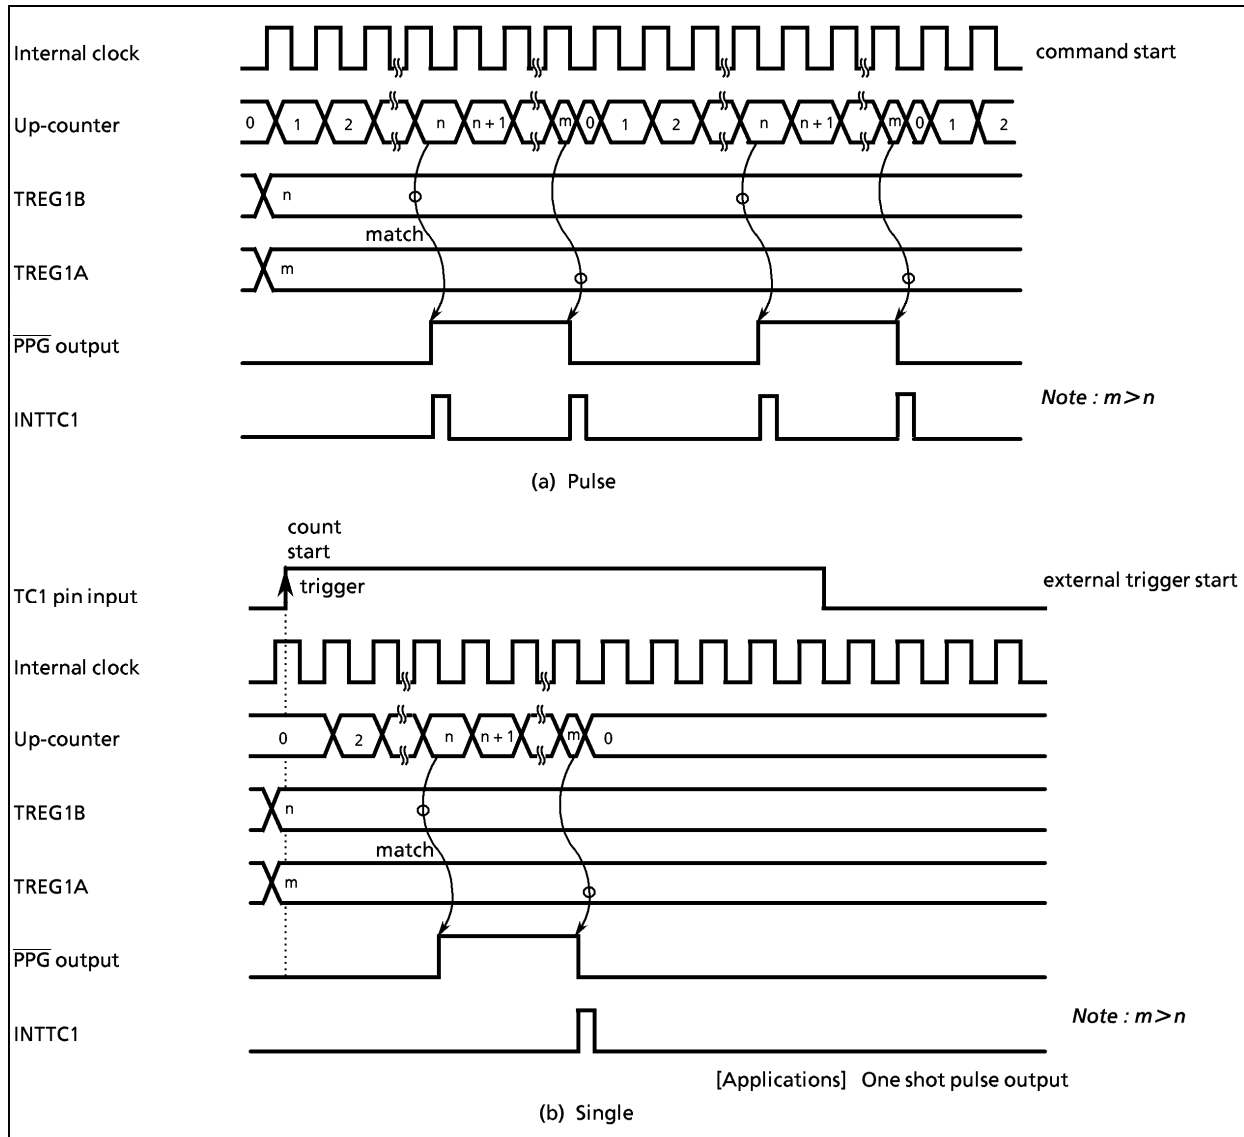 Internal clock
command start
Up-counter
0 1 2 n n + 1 m 0 1 2 n n + 1 m 0 1 2
TREG1B
n
match
TREG1A
m
PPG output
Note : m>n
INTTC1
(a) Pulse
count
start
trigger
TC1 pin input
external trigger start
Internal clock
Up-counter
0 2 n n + 1 m 0
TREG1B
n
match
TREG1A
m
PPG output
Note : m>n
INTTC1
[Applications] One shot pulse output
(b) Single